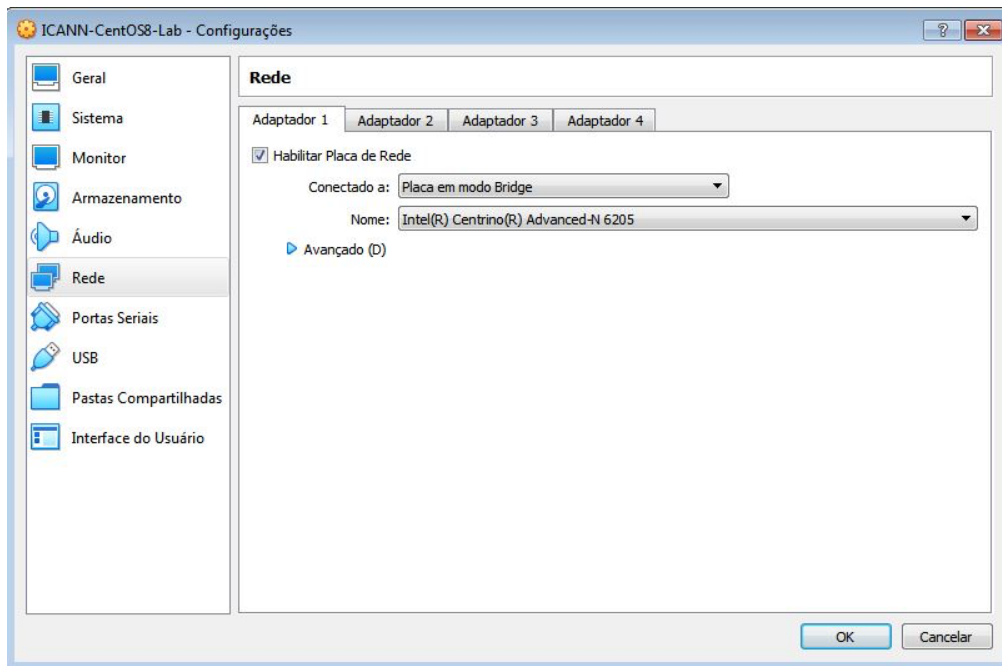 ICANN-CentOS8-Lab - Configurações
Geral
Sistema
Monitor
Armazenamento
Áudio
Rede
Portas Seriais
USB
Pastas Compartilhadas
Interface do Usuário
Rede
Adaptador 1 Adaptador 2 Adaptador 3 Adaptador 4
Habilitar Placa de Rede
Conectado a: Placa em modo Bridge
Nome: Intel(R) Centrino(R) Advanced-N 6205
Avançado (D)
OK Cancelar